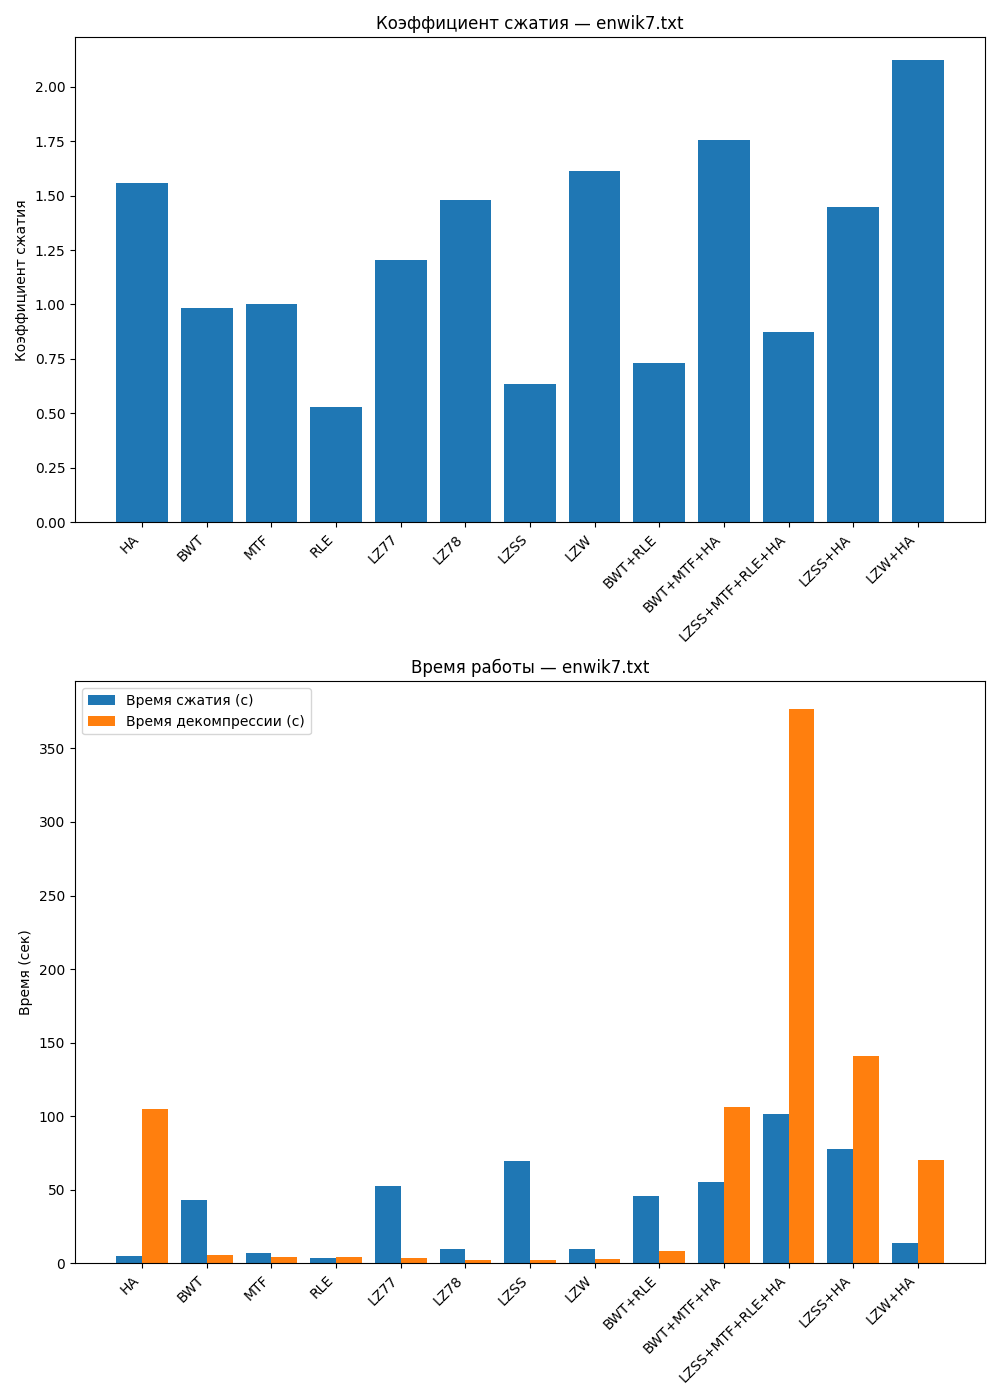 Коэффициент сжатия — enwik7.txt
Коэффициент сжатия
2.00
1.75
1.50
1.25
1.00
0.75
0.50
0.25
0.00
HA
BWT
MTF
RLE
LZ77
LZ78
LZSS
LZW
BWT+RLE
BWT+MTF+HA
LZSS+MTF+RLE+HA
LZSS+HA
LZW+HA
Время работы — enwik7.txt
Время сжатия (с)
Время декомпрессии (с)
Время (сек)
350
300
250
200
150
100
50
0
HA
BWT
MTF
RLE
LZ77
LZ78
LZSS
LZW
BWT+RLE
BWT+MTF+HA
LZSS+MTF+RLE+HA
LZSS+HA
LZW+HA